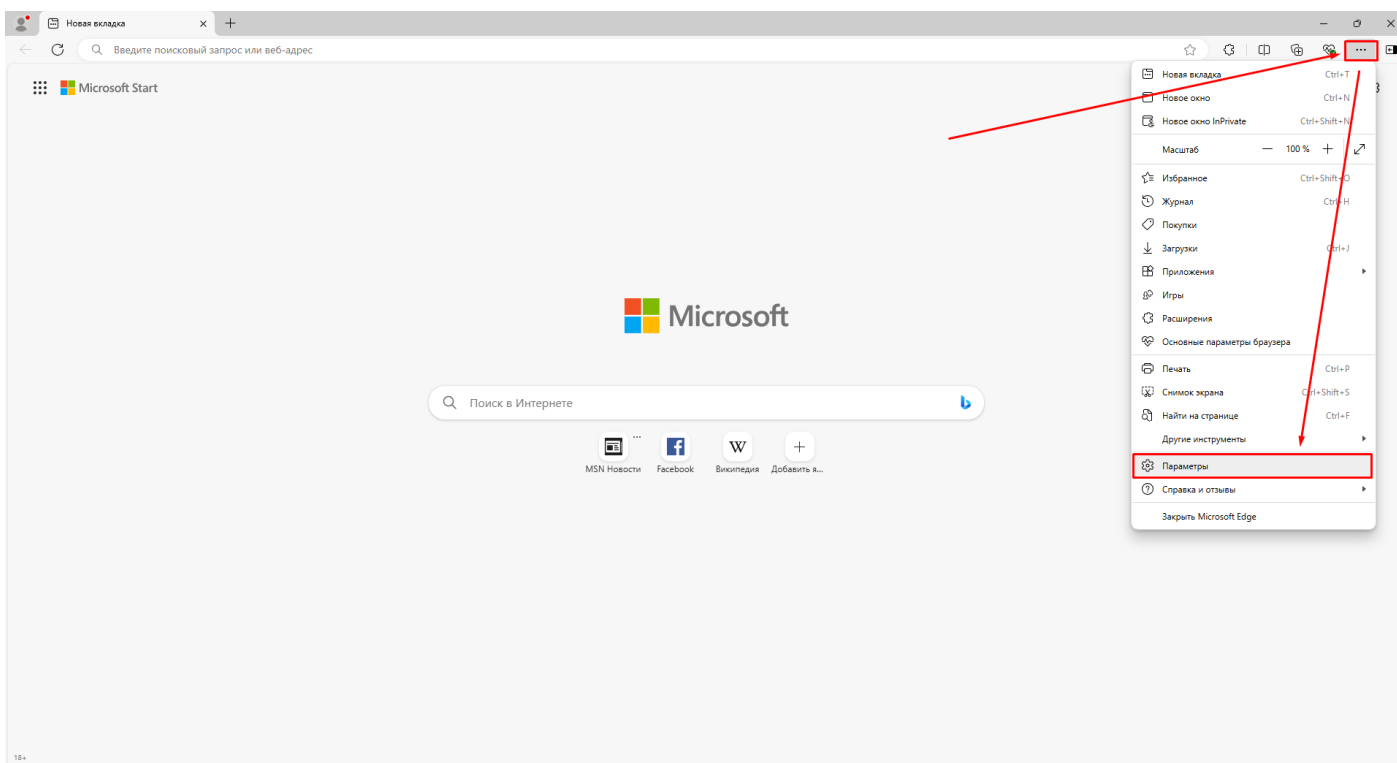 Новая вкладка
Введите поисковый запрос или веб-адрес
Microsoft Start
Новая вкладка Ctrl+T
Новое окно Ctrl+N
Новое окно InPrivate Ctrl+Shift+N
Масштаб — 100 % +
Избранное Ctrl+Shift+O
Журнал Ctrl+H
Покупки
Загрузки Ctrl+J
Приложения
Игры
Расширения
Основные параметры браузера
Печать Ctrl+P
Снимок экрана Ctrl+Shift+S
Найти на странице Ctrl+F
Другие инструменты
Параметры
Справка и отзывы
Закрыть Microsoft Edge
Microsoft
Поиск в Интернете
W
MSN Новости Facebook Википедия Добавить я...
18+